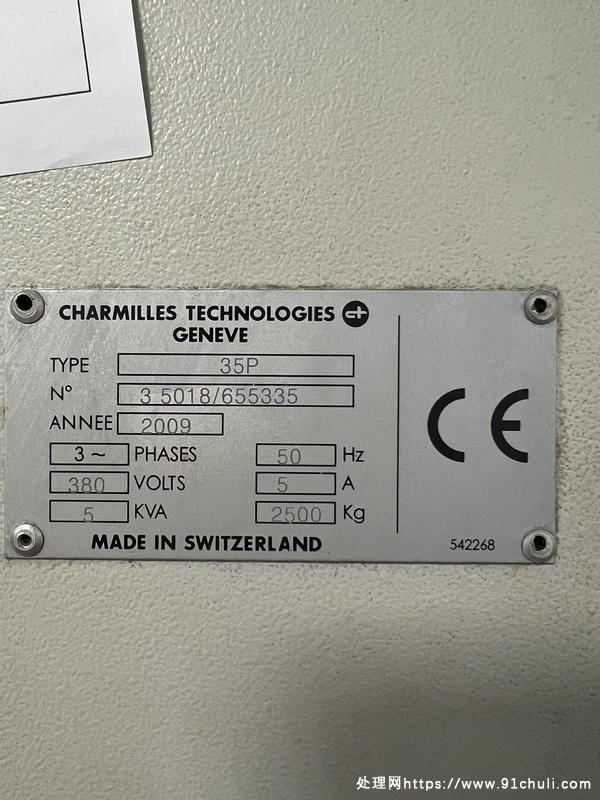 CHARMILLES TECHNOLOGIES
GENEVE
TYPE 35P
N° 3 5018/655335
ANNEE 2009
3 ~ PHASES 50 Hz
380 VOLTS 5 A
5 KVA 2500 Kg
MADE IN SWITZERLAND
CE
542268
处理网https://www.91chuli.com/